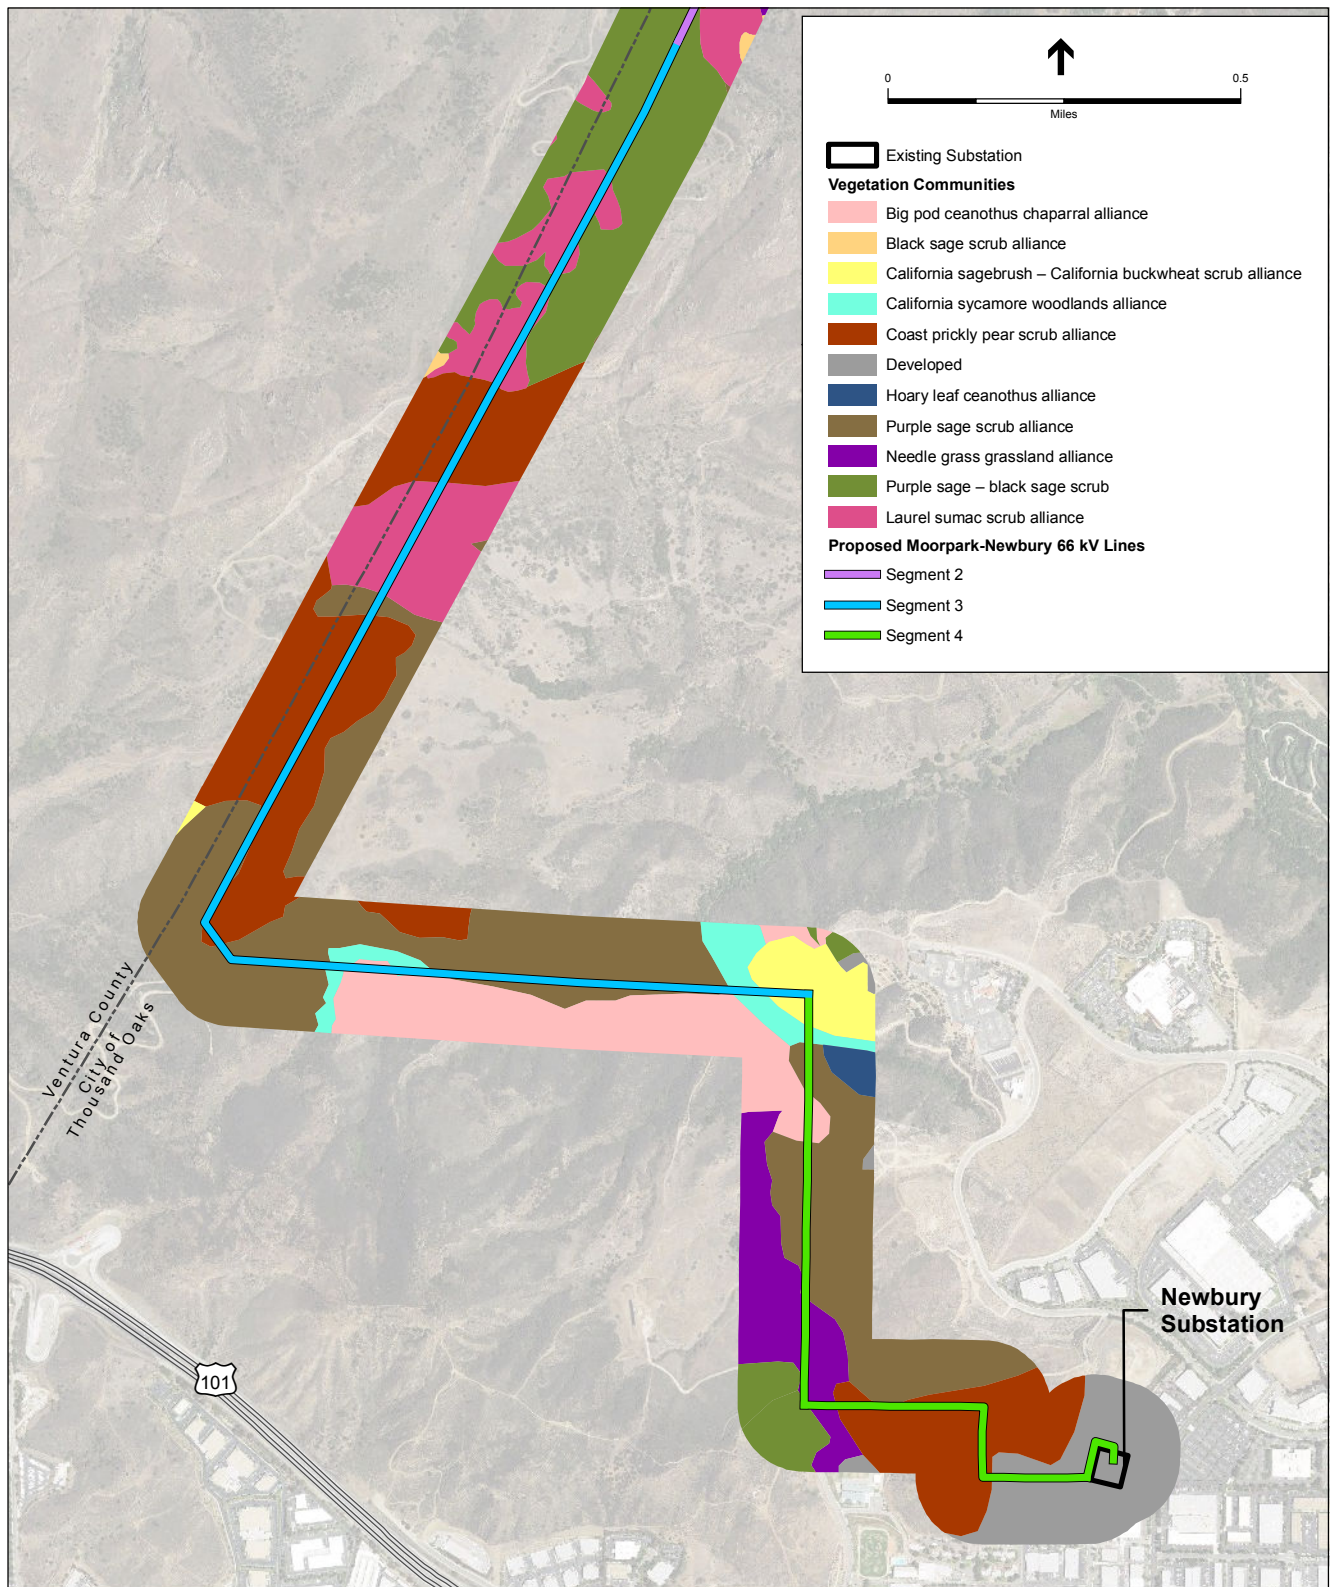 0
0.5
Miles
Existing Substation
Vegetation Communities
Big pod ceanothus chaparral alliance
Black sage scrub alliance
California sagebrush – California buckwheat scrub alliance
California sycamore woodlands alliance
Coast prickly pear scrub alliance
Developed
Hoary leaf ceanothus alliance
Purple sage scrub alliance
Needle grass grassland alliance
Purple sage – black sage scrub
Laurel sumac scrub alliance
Proposed Moorpark-Newbury 66 kV Lines
Segment 2
Segment 3
Segment 4
Ventura County
City of
Thousand Oaks
Newbury
Substation
101